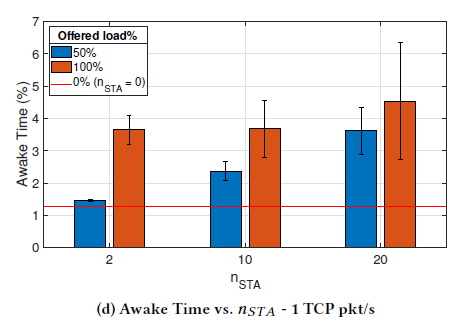 Offered load%
50%
100%
0% (nSTA = 0)
7
6
5
4
3
2
1
0
Awake Time (%)
2
10
20
nSTA
(d) Awake Time vs. nSTA - 1 TCP pkt/s